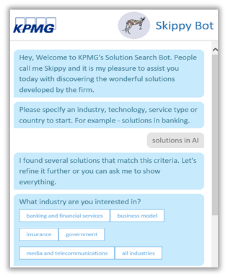 KPMG
Skippy Bot
Hey, Welcome to KPMG's Solution Search Bot. People
call me Skippy and it is my pleasure to assist you
today with discovering the wonderful solutions
developed by the firm.
Please specify an industry, technology, service type or
country to start. For example - solutions in banking.
solutions in Ai
I found several solutions that match this criteria. Let's
refine it further or you can ask me to show
everything.
What industry are you interested in?
banking and financial services
business model
insurance
government
media and telecommunications
all industries